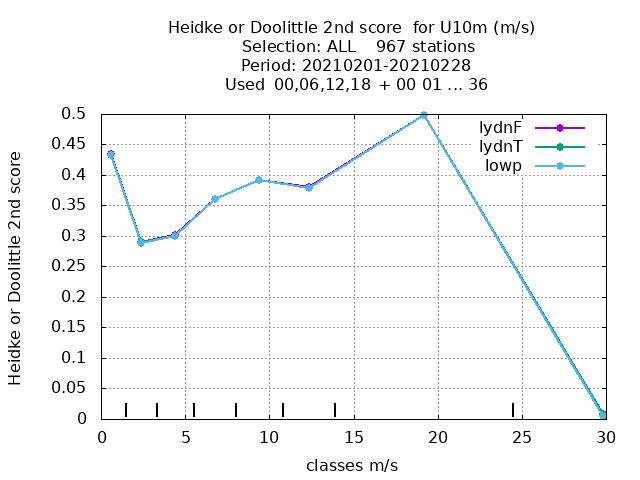 Heidke or Doolittle 2nd score  for U10m (m/s)
Selection: ALL    967 stations
Period: 20210201-20210228
Used  00,06,12,18  + 00 01 ... 36
Heidke or Doolittle 2nd score
0.5
0.45
0.4
0.35
0.3
0.25
0.2
0.15
0.1
0.05
0
lydnF
lydnT
lowp
0 5 10 15 20 25 30
classes m/s